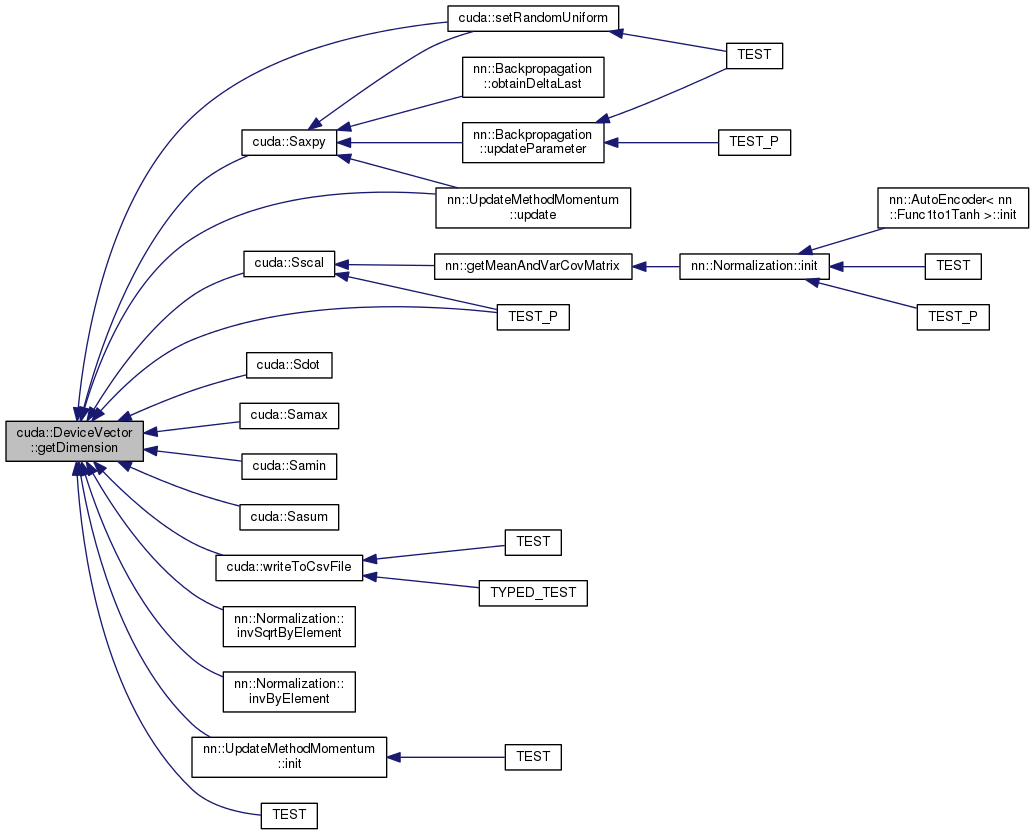 cuda::setRandomUniform
TEST
nn::Backpropagation
::obtainDeltaLast
cuda::Saxpy
nn::Backpropagation
::updateParameter
TEST_P
nn::UpdateMethodMomentum
::update
nn::AutoEncoder< nn
::Func1to1Tanh >::init
cuda::Sscal
nn::getMeanAndVarCovMatrix
nn::Normalization::init
TEST
TEST_P
TEST_P
cuda::Sdot
cuda::Samax
cuda::DeviceVector
::getDimension
cuda::Samin
cuda::Sasum
cuda::writeToCsvFile
TEST
TYPED_TEST
nn::Normalization::
invSqrtByElement
nn::Normalization::
invByElement
nn::UpdateMethodMomentum
::init
TEST
TEST